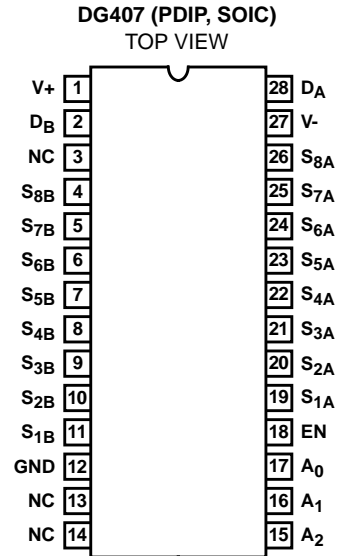 DG407 (PDIP, SOIC)
TOP VIEW
V+ 1 28 DA
DB 2 27 V-
NC 3 26 S8A
S8B 4 25 S7A
S7B 5 24 S6A
S6B 6 23 S5A
S5B 7 22 S4A
S4B 8 21 S3A
S3B 9 20 S2A
S2B 10 19 S1A
S1B 11 18 EN
GND 12 17 A0
NC 13 16 A1
NC 14 15 A2